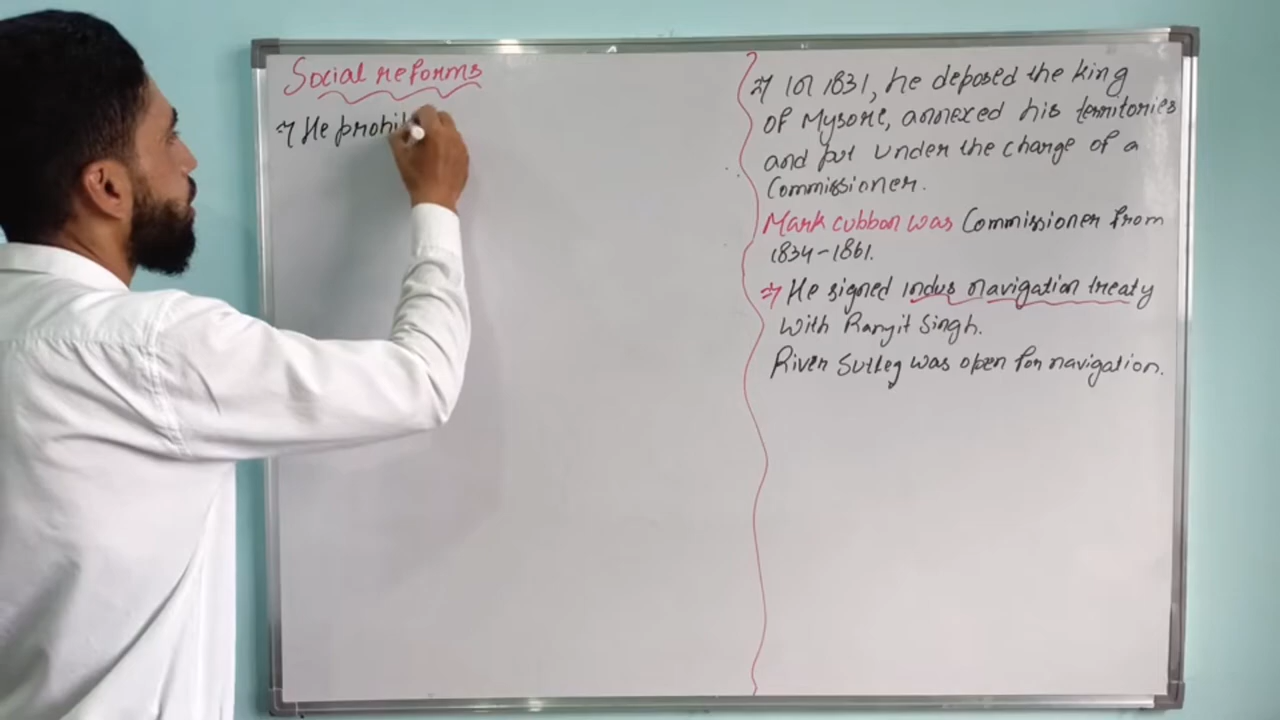 Social reforms
⇒ He prohib
⇒ In 1831, he deposed the king
of Mysore, annexed his territories
and put under the charge of a
Commissioner.
Mark cubbon was Commissioner from
1834-1861.
⇒ He signed indus navigation treaty
with Ranjit Singh.
River Sutleg was open for navigation.